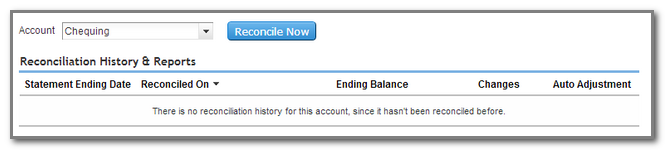 Account Chequing Reconcile Now
Reconciliation History & Reports
Statement Ending Date Reconciled On Ending Balance Changes Auto Adjustment
There is no reconciliation history for this account, since it hasn't been reconciled before.